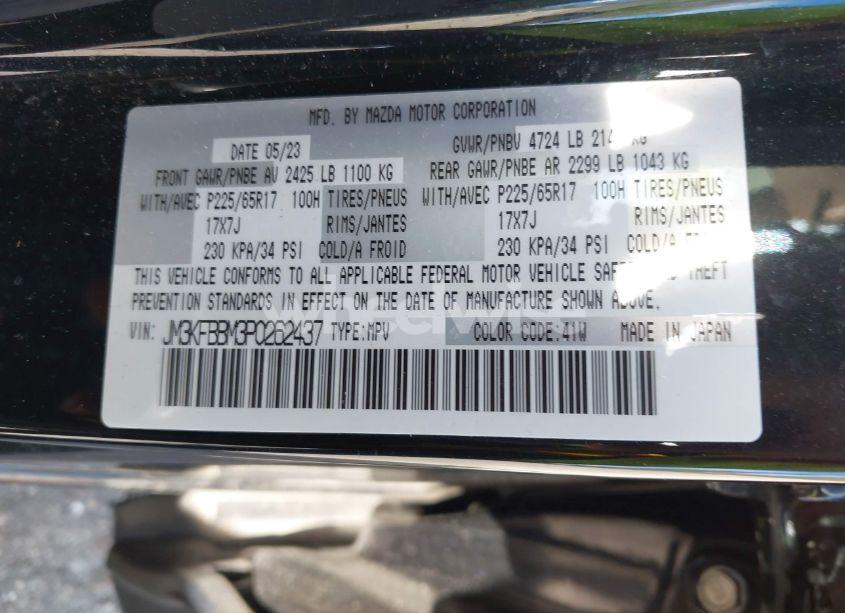 MFD. BY MAZDA MOTOR CORPORATION
DATE 05/23 GVWR/PNBV 4724 LB KG
FRONT GAWR/PNBE AV 2425 LB 1100 KG REAR GAWR/PNBE AR 2299 LB 1043 KG
WITH/AVEC P225/65R17 100H TIRES/PNEUS WITH/AVEC P225/65R17 100H TIRES/PNEUS
17X7J RIMS/JANTES 17X7J RIMS/JANTES
230 KPA/34 PSI COLD/A FROID 230 KPA/34 PSI COLD/A
THIS VEHICLE CONFORMS TO ALL APPLICABLE FEDERAL MOTOR VEHICLE SAFETY AND THEFT
PREVENTION STANDARDS IN EFFECT ON THE DATE OF MANUFACTURE SHOWN ABOVE.
VIN: JM3KFBBM3P0262437 TYPE:MPV COLOR CODE:41W MADE IN JAPAN